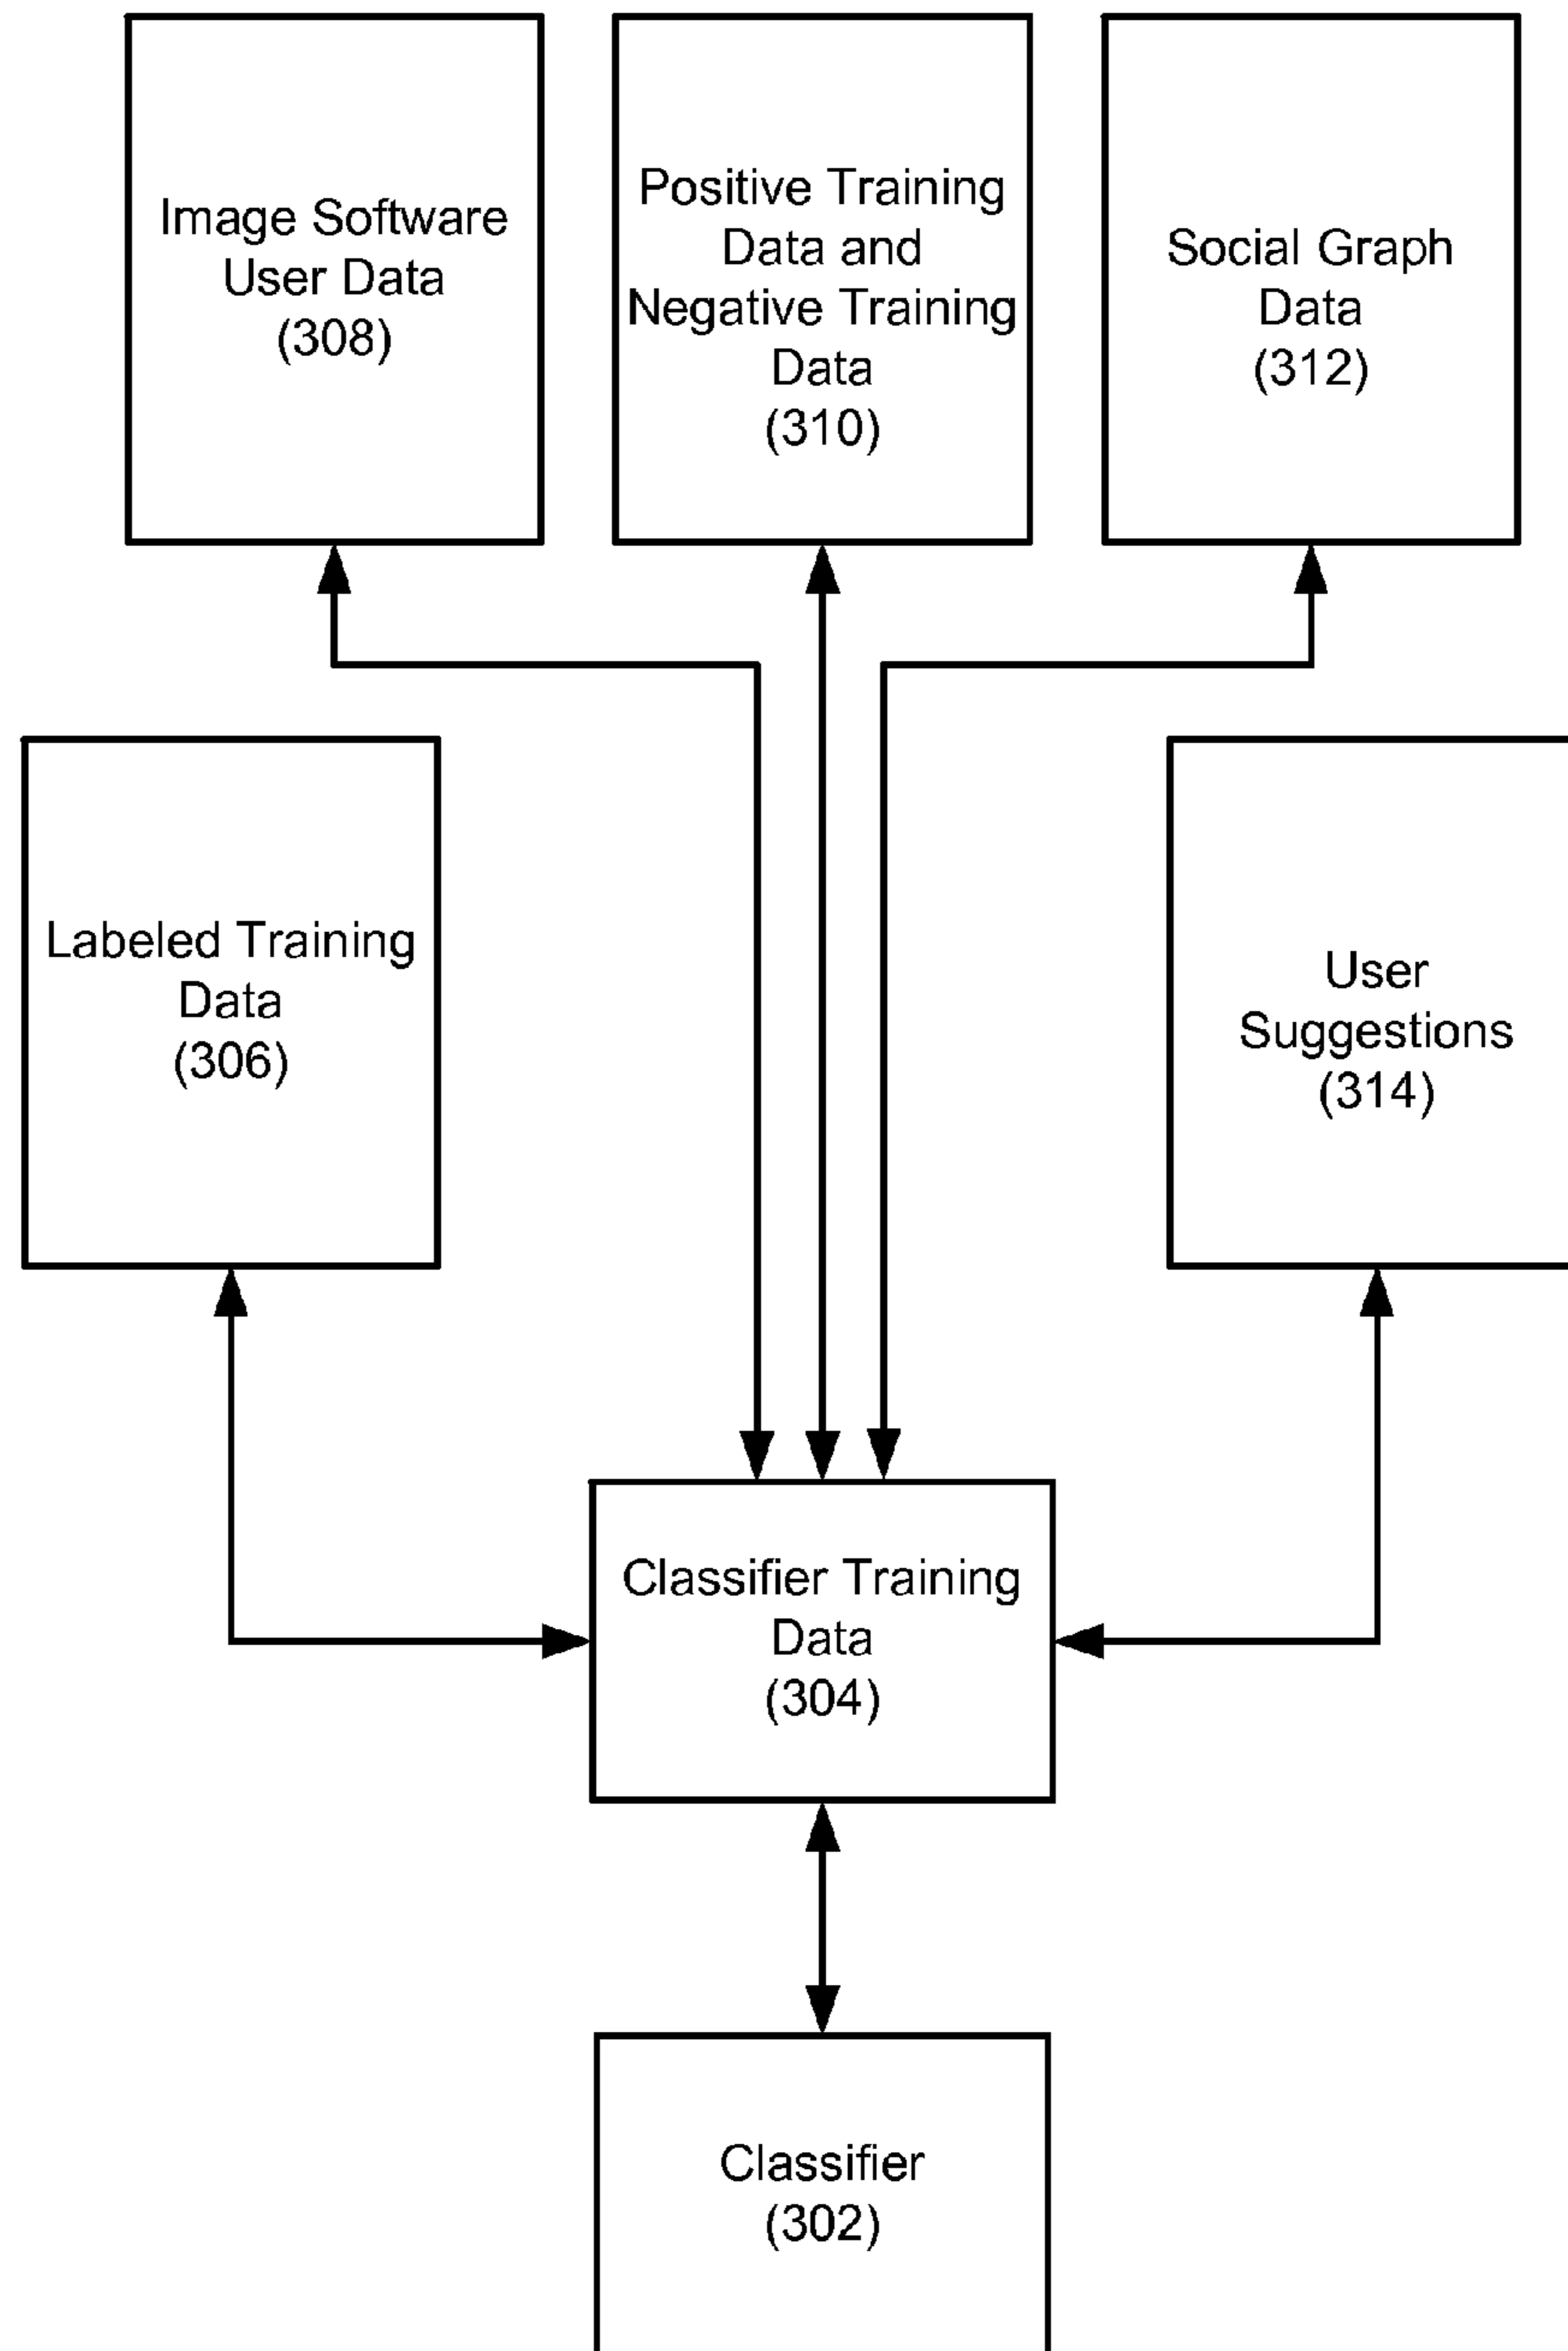 Image Software
User Data
(308)
Positive Training
Data and
Negative Training
Data
(310)
Social Graph
Data
(312)
Labeled Training
Data
(306)
User
Suggestions
(314)
Classifier Training
Data
(304)
Classifier
(302)